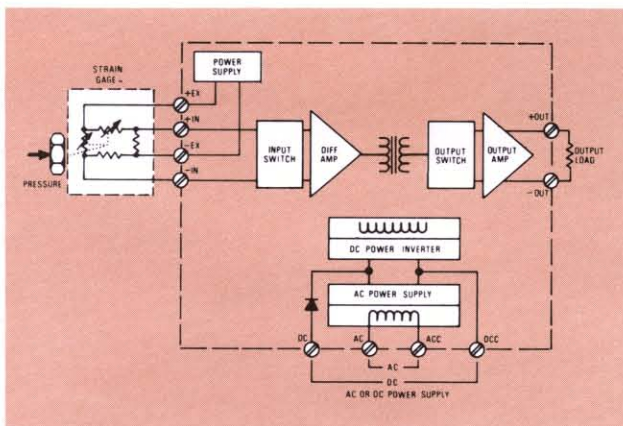 STRAIN
GAGE
POWER
SUPPLY
+EX
+IN
-EX
-IN
PRESSURE
INPUT
SWITCH
DIFF
AMP
OUTPUT
SWITCH
OUTPUT
AMP
+OUT
OUTPUT
LOAD
-OUT
DC POWER INVERTER
AC POWER SUPPLY
DC
AC
ACC
DCC
AC
DC
AC OR DC POWER SUPPLY